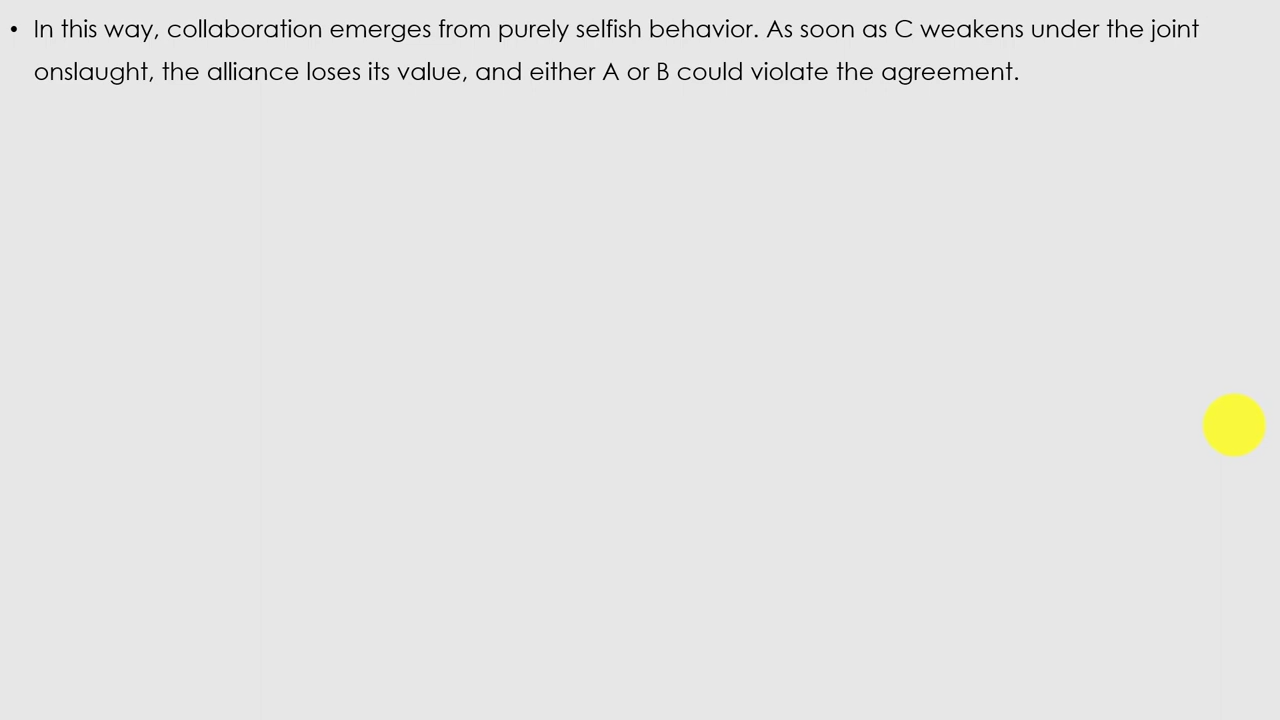 • In this way, collaboration emerges from purely selfish behavior. As soon as C weakens under the joint
onslaught, the alliance loses its value, and either A or B could violate the agreement.